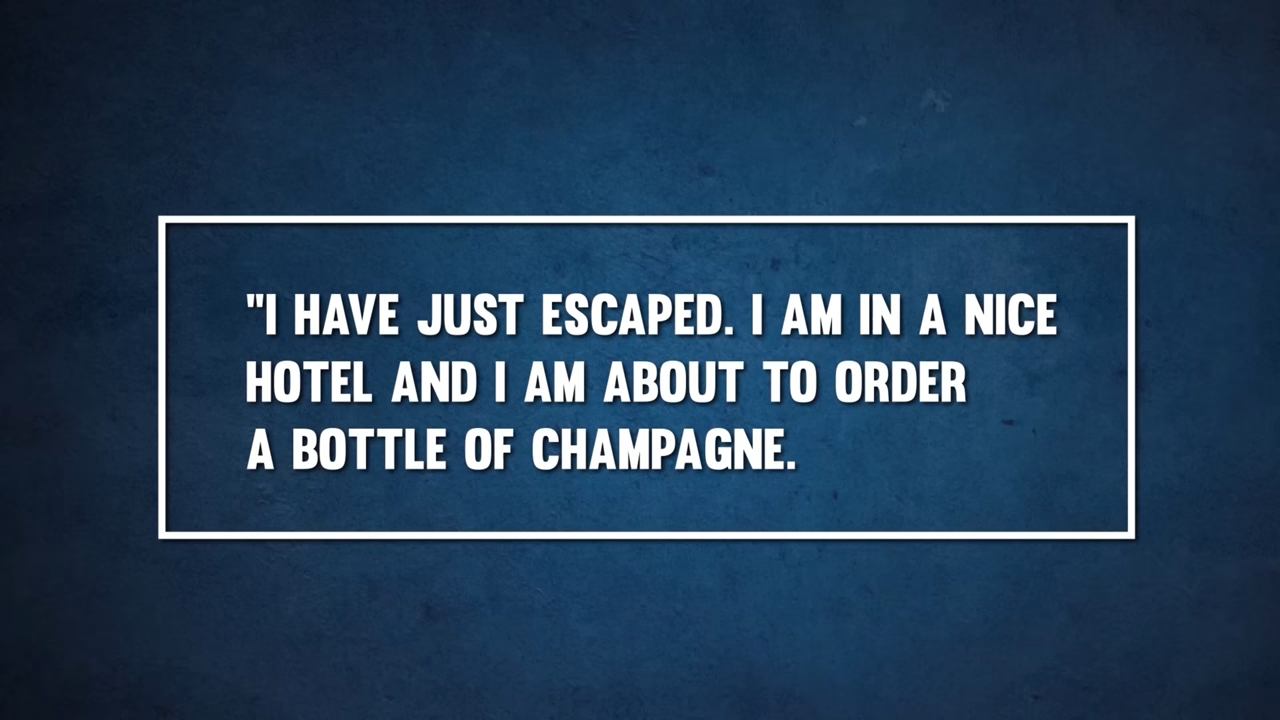 "I HAVE JUST ESCAPED. I AM IN A NICE
HOTEL AND I AM ABOUT TO ORDER
A BOTTLE OF CHAMPAGNE.